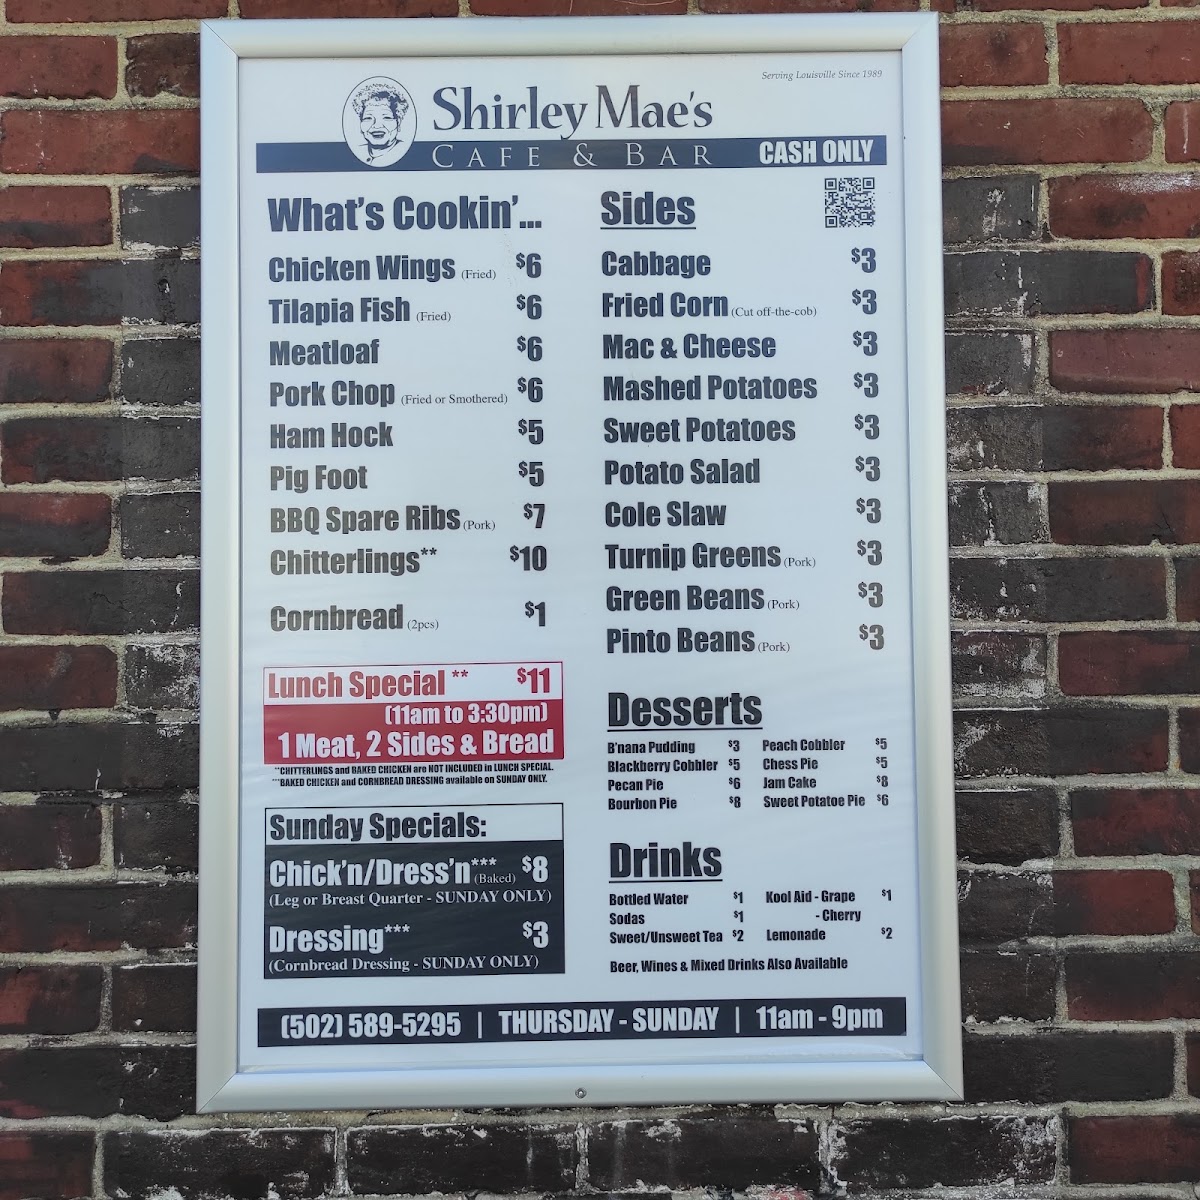 Serving Louisville Since 1989
Shirley Mae's
CAFE & BAR
CASH ONLY
What's Cookin'...
Chicken Wings (Fried) $6
Tilapia Fish (Fried) $6
Meatloaf $6
Pork Chop (Fried or Smothered) $6
Ham Hock $5
Pig Foot $5
BBQ Spare Ribs (Pork) $7
Chitterlings** $10
Cornbread (2pcs) $1
Lunch Special ** $11
(11am to 3:30pm)
1 Meat, 2 Sides & Bread
**CHITTERLINGS and BAKED CHICKEN are NOT INCLUDED in LUNCH SPECIAL.
***BAKED CHICKEN and CORNBREAD DRESSING available on SUNDAY ONLY.
Sunday Specials:
Chick'n/Dress'n*** (Baked) $8
(Leg or Breast Quarter - SUNDAY ONLY)
Dressing*** $3
(Cornbread Dressing - SUNDAY ONLY)
Sides
Cabbage $3
Fried Corn (Cut off-the-cob) $3
Mac & Cheese $3
Mashed Potatoes $3
Sweet Potatoes $3
Potato Salad $3
Cole Slaw $3
Turnip Greens (Pork) $3
Green Beans (Pork) $3
Pinto Beans (Pork) $3
Desserts
B'nana Pudding $3
Blackberry Cobbler $5
Pecan Pie $6
Bourbon Pie $8
Peach Cobbler $5
Chess Pie $5
Jam Cake $8
Sweet Potatoe Pie $6
Drinks
Bottled Water $1
Sodas $1
Sweet/Unsweet Tea $2
Kool Aid - Grape $1
- Cherry
Lemonade $2
Beer, Wines & Mixed Drinks Also Available
(502) 589-5295 | THURSDAY - SUNDAY | 11am - 9pm